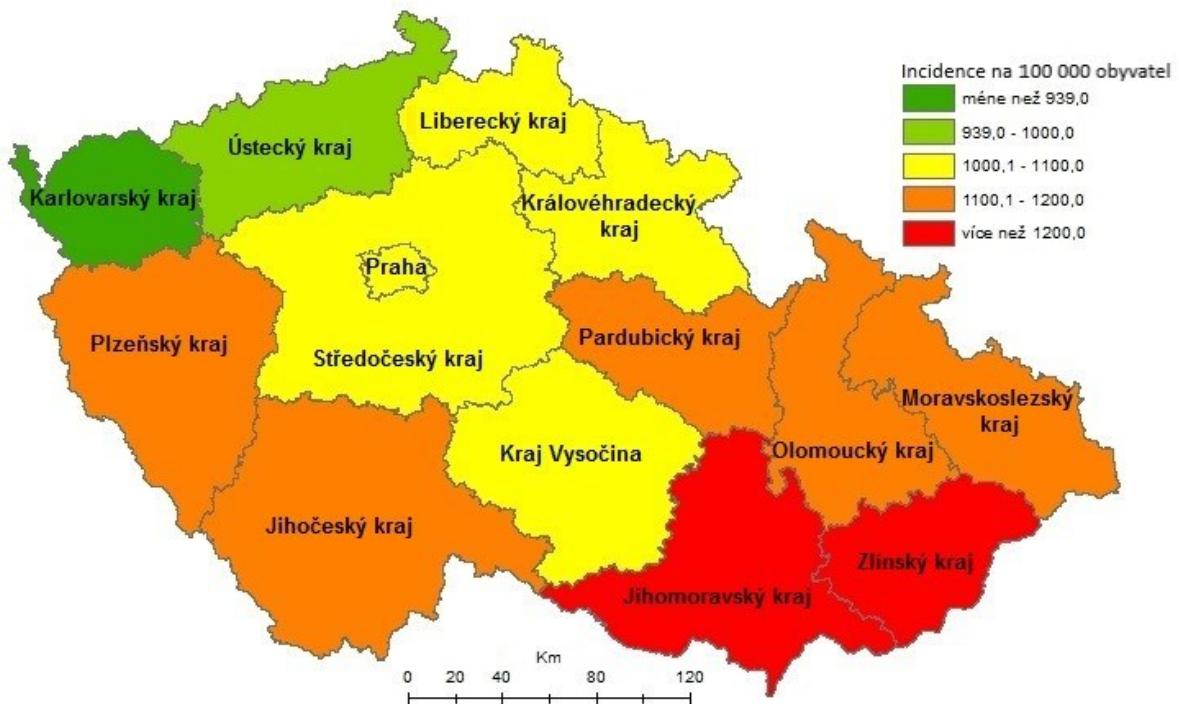 Incidence na 100 000 obyvatel
méne než 939,0
939,0 - 1000,0
1000,1 - 1100,0
1100,1 - 1200,0
více než 1200,0
Liberecký kraj
Ústecký kraj
Karlovarský kraj
Královéhradecký
kraj
Praha
Plzeňský kraj
Středočeský kraj
Pardubický kraj
Moravskoslezský
kraj
Kraj Vysočina
Olomoucký kraj
Jihočeský kraj
Zlínský kraj
Jihomoravský kraj
Km
0 20 40 80 120